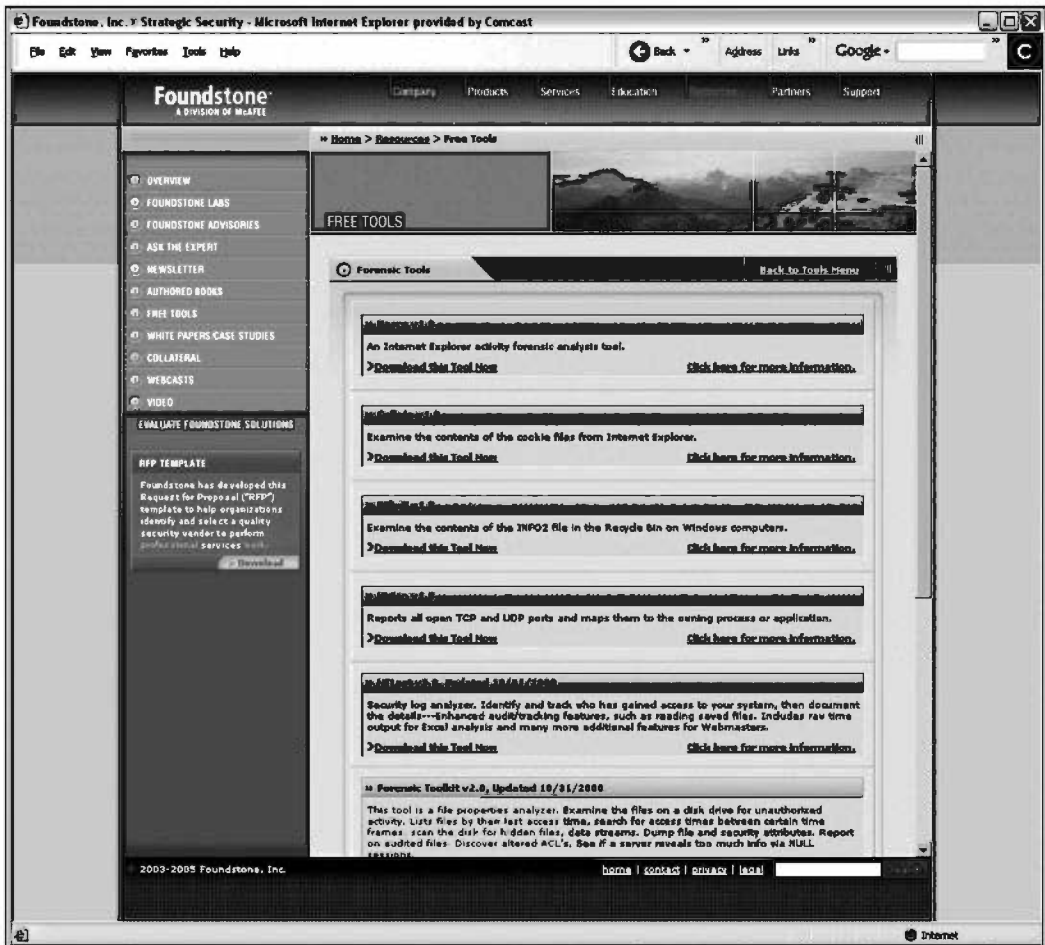 Foundstone, Inc. » Strategic Security - Microsoft Internet Explorer provided by Comcast
File Edit View Favorites Tools Help
Back » Address Links » Google »
Foundstone
A DIVISION OF McAFEE
Company Products Services Education Partners Support
» Home > Resources > Free Tools
OVERVIEW
FOUNDSTONE LABS
FOUNDSTONE ADVISORIES
ASK THE EXPERT
NEWSLETTER
AUTHORED BOOKS
FREE TOOLS
WHITE PAPERS/CASE STUDIES
COLLATERAL
WEBCASTS
VIDEO
EVALUATE FOUNDSTONE SOLUTIONS
RFP TEMPLATE
Foundstone has developed this
Request for Proposal ("RFP")
template to help organizations
identify and select a quality
security vendor to perform
professional services
Download
FREE TOOLS
Forensic Tools
Back to Tools Menu
An Internet Explorer activity forensic analysis tool.
>Download this Tool Now Click here for more information.
Examine the contents of the cookie files from Internet Explorer.
>Download this Tool Now Click here for more information.
Examine the contents of the INFO2 file in the Recycle Bin on Windows computers.
>Download this Tool Now Click here for more information.
Reports all open TCP and UDP ports and maps them to the owning process or application.
>Download this Tool Now Click here for more information.
Updated 10/31/2000
Security log analyzer. Identify and track who has gained access to your system, then document
the details---Enhanced audit/tracking features, such as reading saved files. Includes raw time
output for Excel analysis and many more additional features for Webmasters.
>Download this Tool Now Click here for more information.
» Forensic Toolkit v2.0, Updated 10/31/2000
This tool is a file properties analyzer. Examine the files on a disk drive for unauthorized
activity. Lists files by their last access time, search for access times between certain time
frames, scan the disk for hidden files, data streams. Dump file and security attributes. Report
on audited files. Discover altered ACL's. See if a server reveals too much info via NULL
sessions.
2003-2005 Foundstone, Inc.
home | contact | privacy | legal
Internet